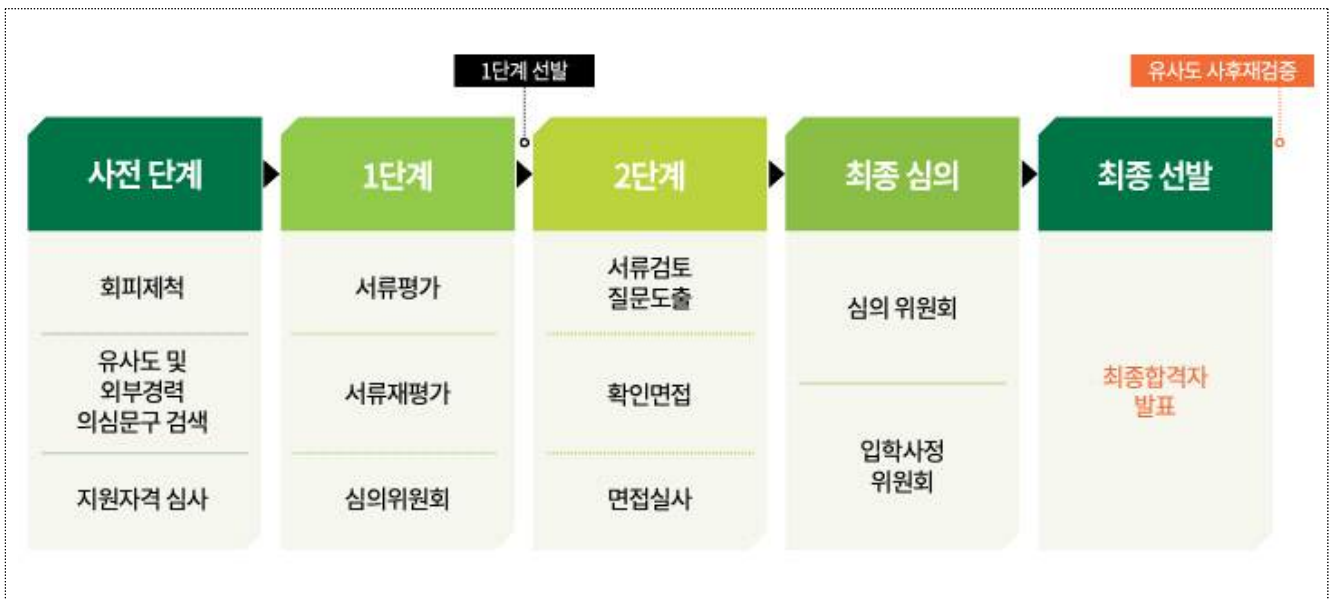 1단계 선발
유사도 사후재검증
사전 단계
회피제척
유사도 및
외부경력
의심문구 검색
지원자격 심사
1단계
서류평가
서류재평가
심의위원회
2단계
서류검토
질문도출
확인면접
면접실사
최종 심의
심의 위원회
입학사정
위원회
최종 선발
최종합격자
발표